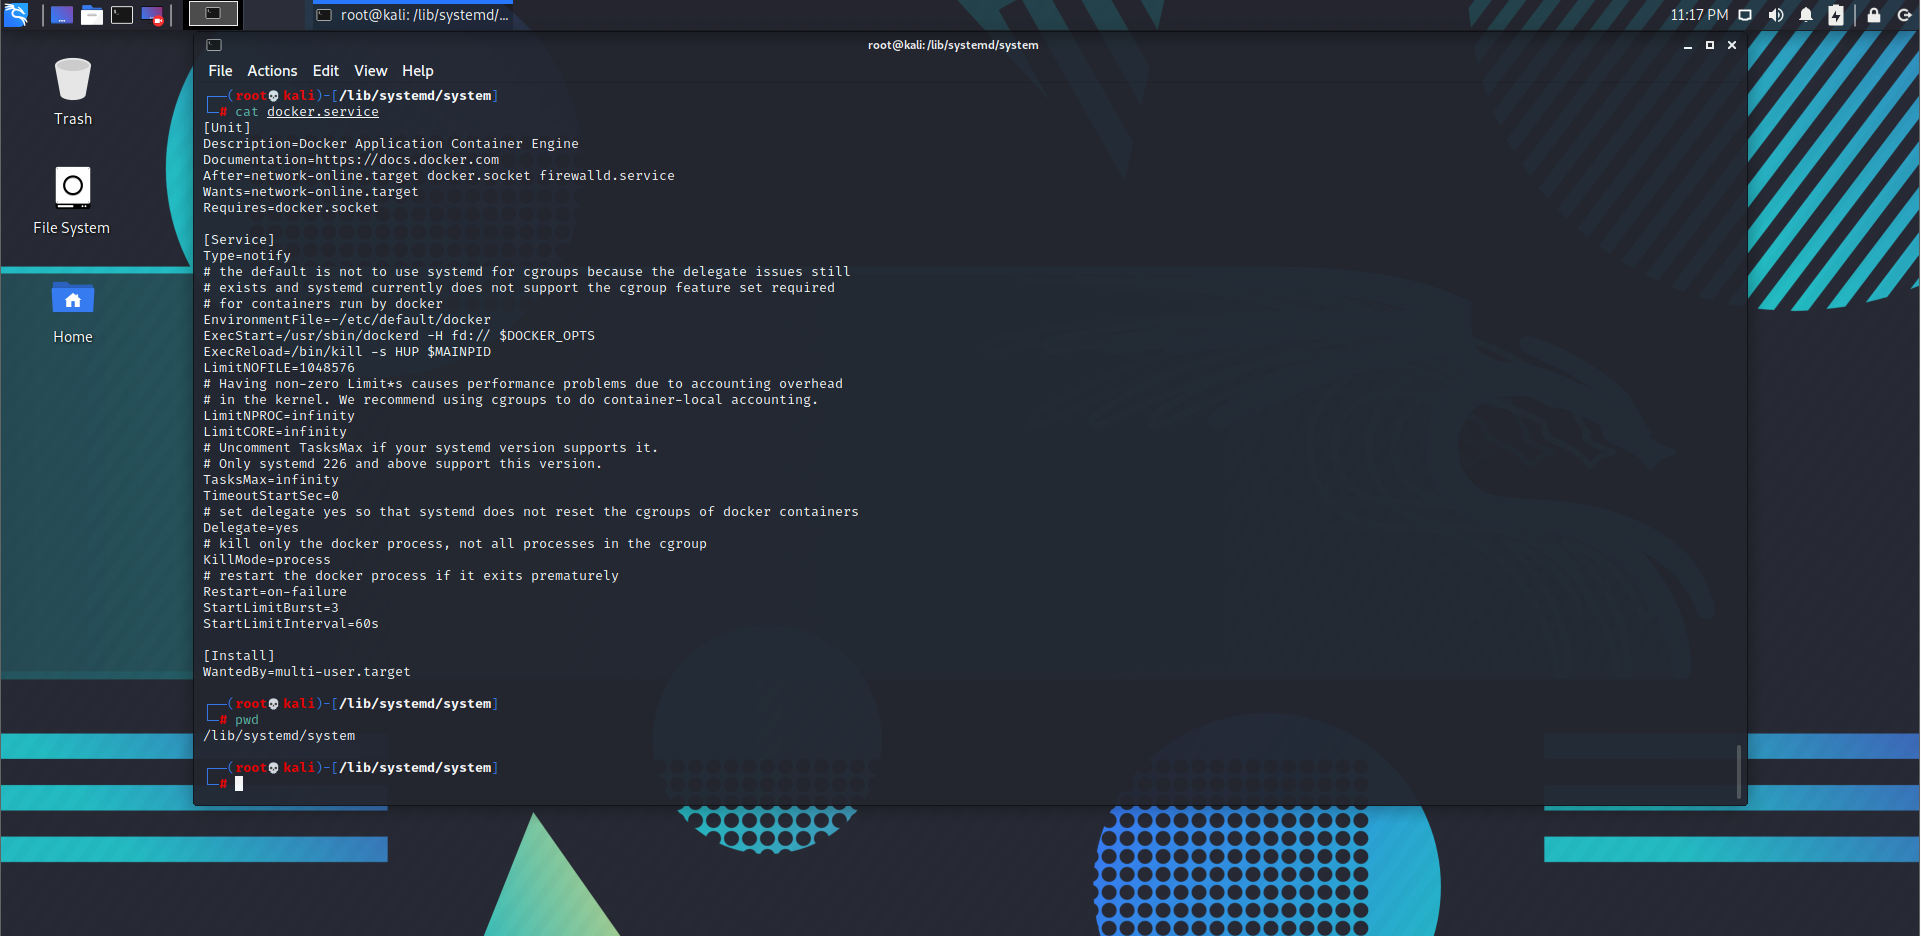 root@kali: /lib/systemd/...
11:17 PM
Trash
File System
Home
root@kali: /lib/systemd/system
File Actions Edit View Help
┌──(root💀kali)-[/lib/systemd/system]
└─# cat docker.service
[Unit]
Description=Docker Application Container Engine
Documentation=https://docs.docker.com
After=network-online.target docker.socket firewalld.service
Wants=network-online.target
Requires=docker.socket
[Service]
Type=notify
# the default is not to use systemd for cgroups because the delegate issues still
# exists and systemd currently does not support the cgroup feature set required
# for containers run by docker
EnvironmentFile=-/etc/default/docker
ExecStart=/usr/sbin/dockerd -H fd:// $DOCKER_OPTS
ExecReload=/bin/kill -s HUP $MAINPID
LimitNOFILE=1048576
# Having non-zero Limit*s causes performance problems due to accounting overhead
# in the kernel. We recommend using cgroups to do container-local accounting.
LimitNPROC=infinity
LimitCORE=infinity
# Uncomment TasksMax if your systemd version supports it.
# Only systemd 226 and above support this version.
TasksMax=infinity
TimeoutStartSec=0
# set delegate yes so that systemd does not reset the cgroups of docker containers
Delegate=yes
# kill only the docker process, not all processes in the cgroup
KillMode=process
# restart the docker process if it exits prematurely
Restart=on-failure
StartLimitBurst=3
StartLimitInterval=60s
[Install]
WantedBy=multi-user.target
┌──(root💀kali)-[/lib/systemd/system]
└─# pwd
/lib/systemd/system
┌──(root💀kali)-[/lib/systemd/system]
└─#